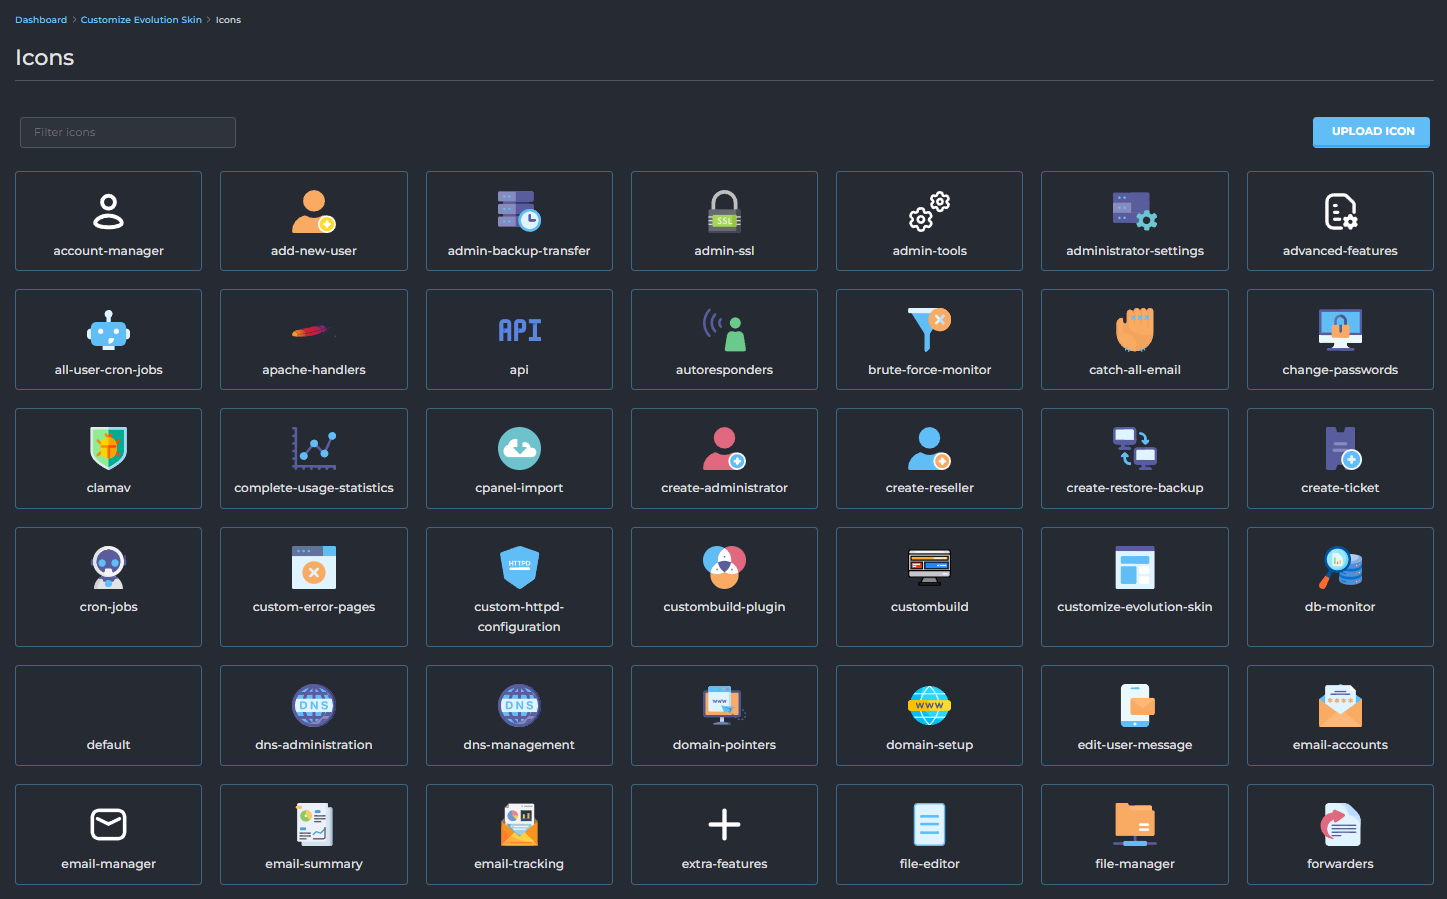 Dashboard > Customize Evolution Skin > Icons
Icons
Filter icons
UPLOAD ICON
SSL
account-manager
add-new-user
admin-backup-transfer
admin-ssl
admin-tools
administrator-settings
advanced-features
API
all-user-cron-jobs
apache-handlers
api
autoresponders
brute-force-monitor
catch-all-email
change-passwords
clamav
complete-usage-statistics
cpanel-import
create-administrator
create-reseller
create-restore-backup
create-ticket
HTTPD
cron-jobs
custom-error-pages
custom-httpd-
configuration
custombuild-plugin
custombuild
customize-evolution-skin
db-monitor
DNS
DNS
WWW
WWW
default
dns-administration
dns-management
domain-pointers
domain-setup
edit-user-message
email-accounts
email-manager
email-summary
email-tracking
extra-features
file-editor
file-manager
forwarders